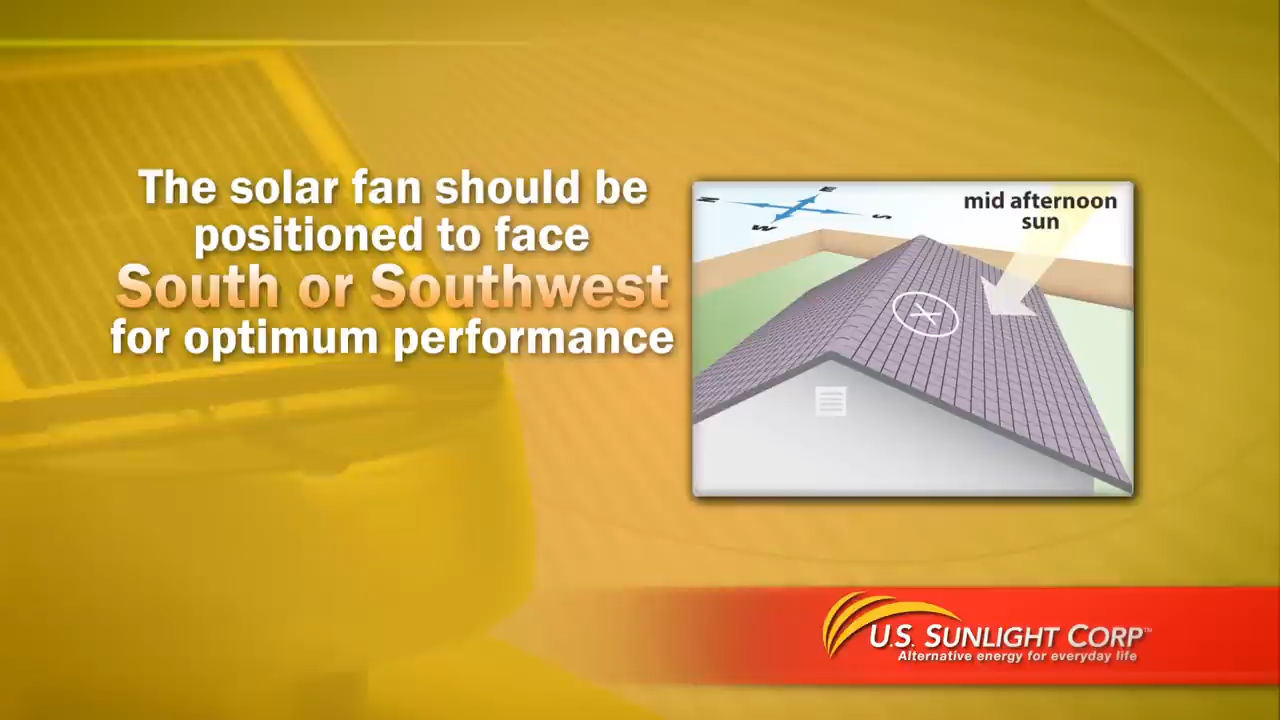 The solar fan should be
positioned to face
South or Southwest
for optimum performance
N
E
S
W
mid afternoon
sun
U.S. SUNLIGHT CORP™
Alternative energy for everyday life